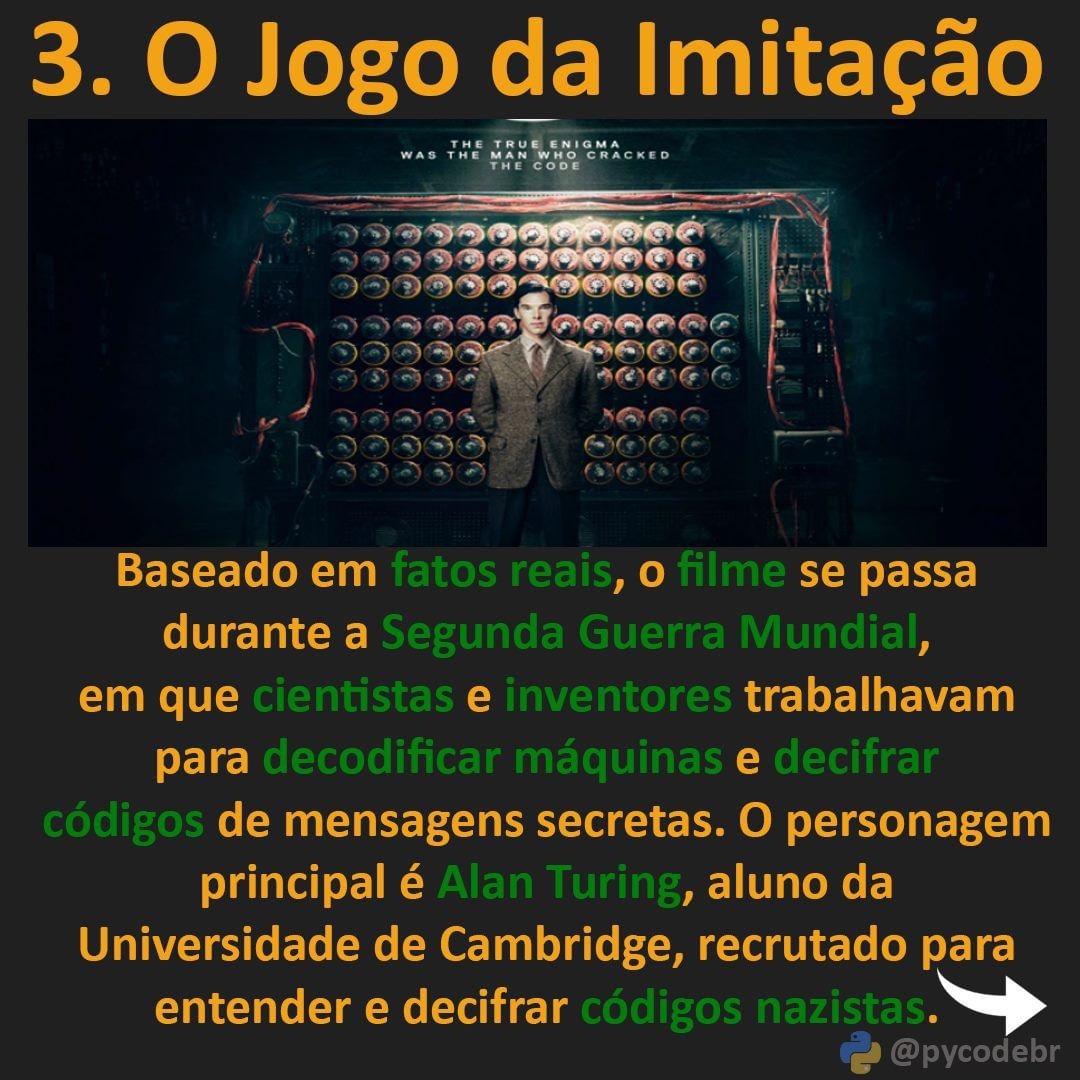 3. O Jogo da Imitação
THE TRUE ENIGMA
WAS THE MAN WHO CRACKED
THE CODE
Baseado em fatos reais, o filme se passa
durante a Segunda Guerra Mundial,
em que cientistas e inventores trabalhavam
para decodificar máquinas e decifrar
códigos de mensagens secretas. O personagem
principal é Alan Turing, aluno da
Universidade de Cambridge, recrutado para
entender e decifrar códigos nazistas.
@pycodebr